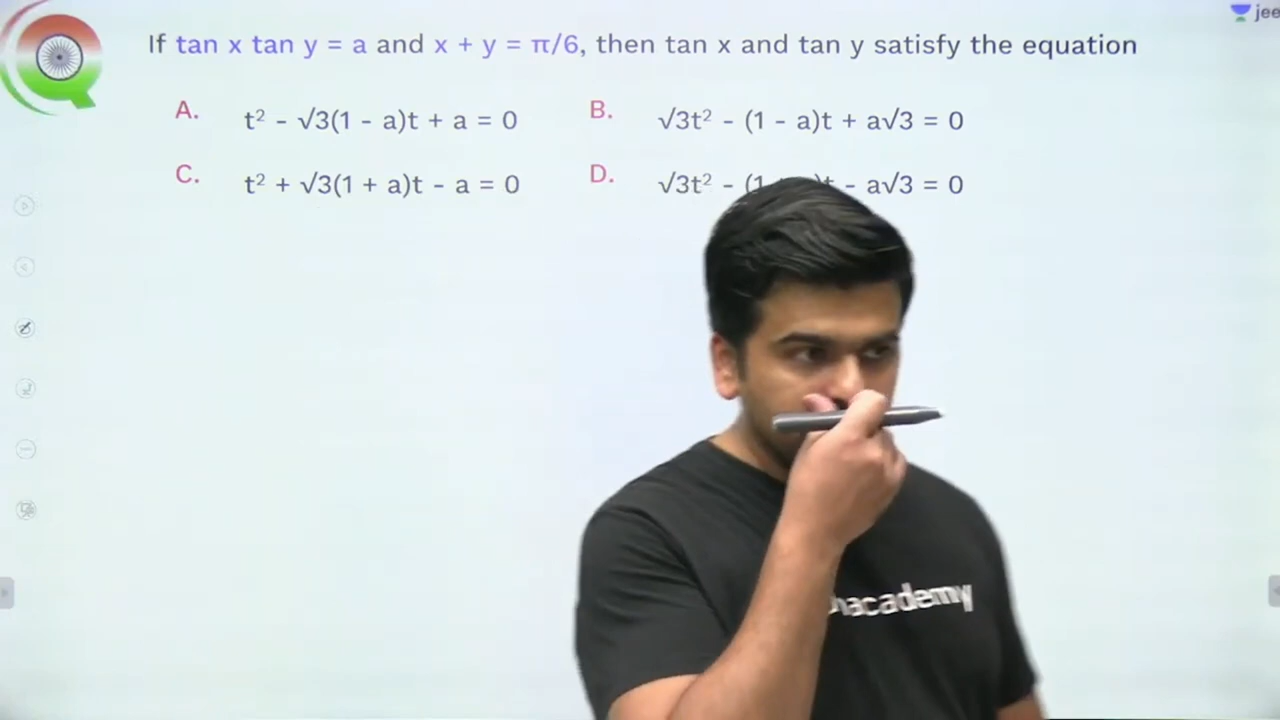 jee
If tan x tan y = a and x + y = π/6, then tan x and tan y satisfy the equation
A. t² - √3(1 - a)t + a = 0
B. √3t² - (1 - a)t + a√3 = 0
C. t² + √3(1 + a)t - a = 0
D. √3t² - (1 )t - a√3 = 0